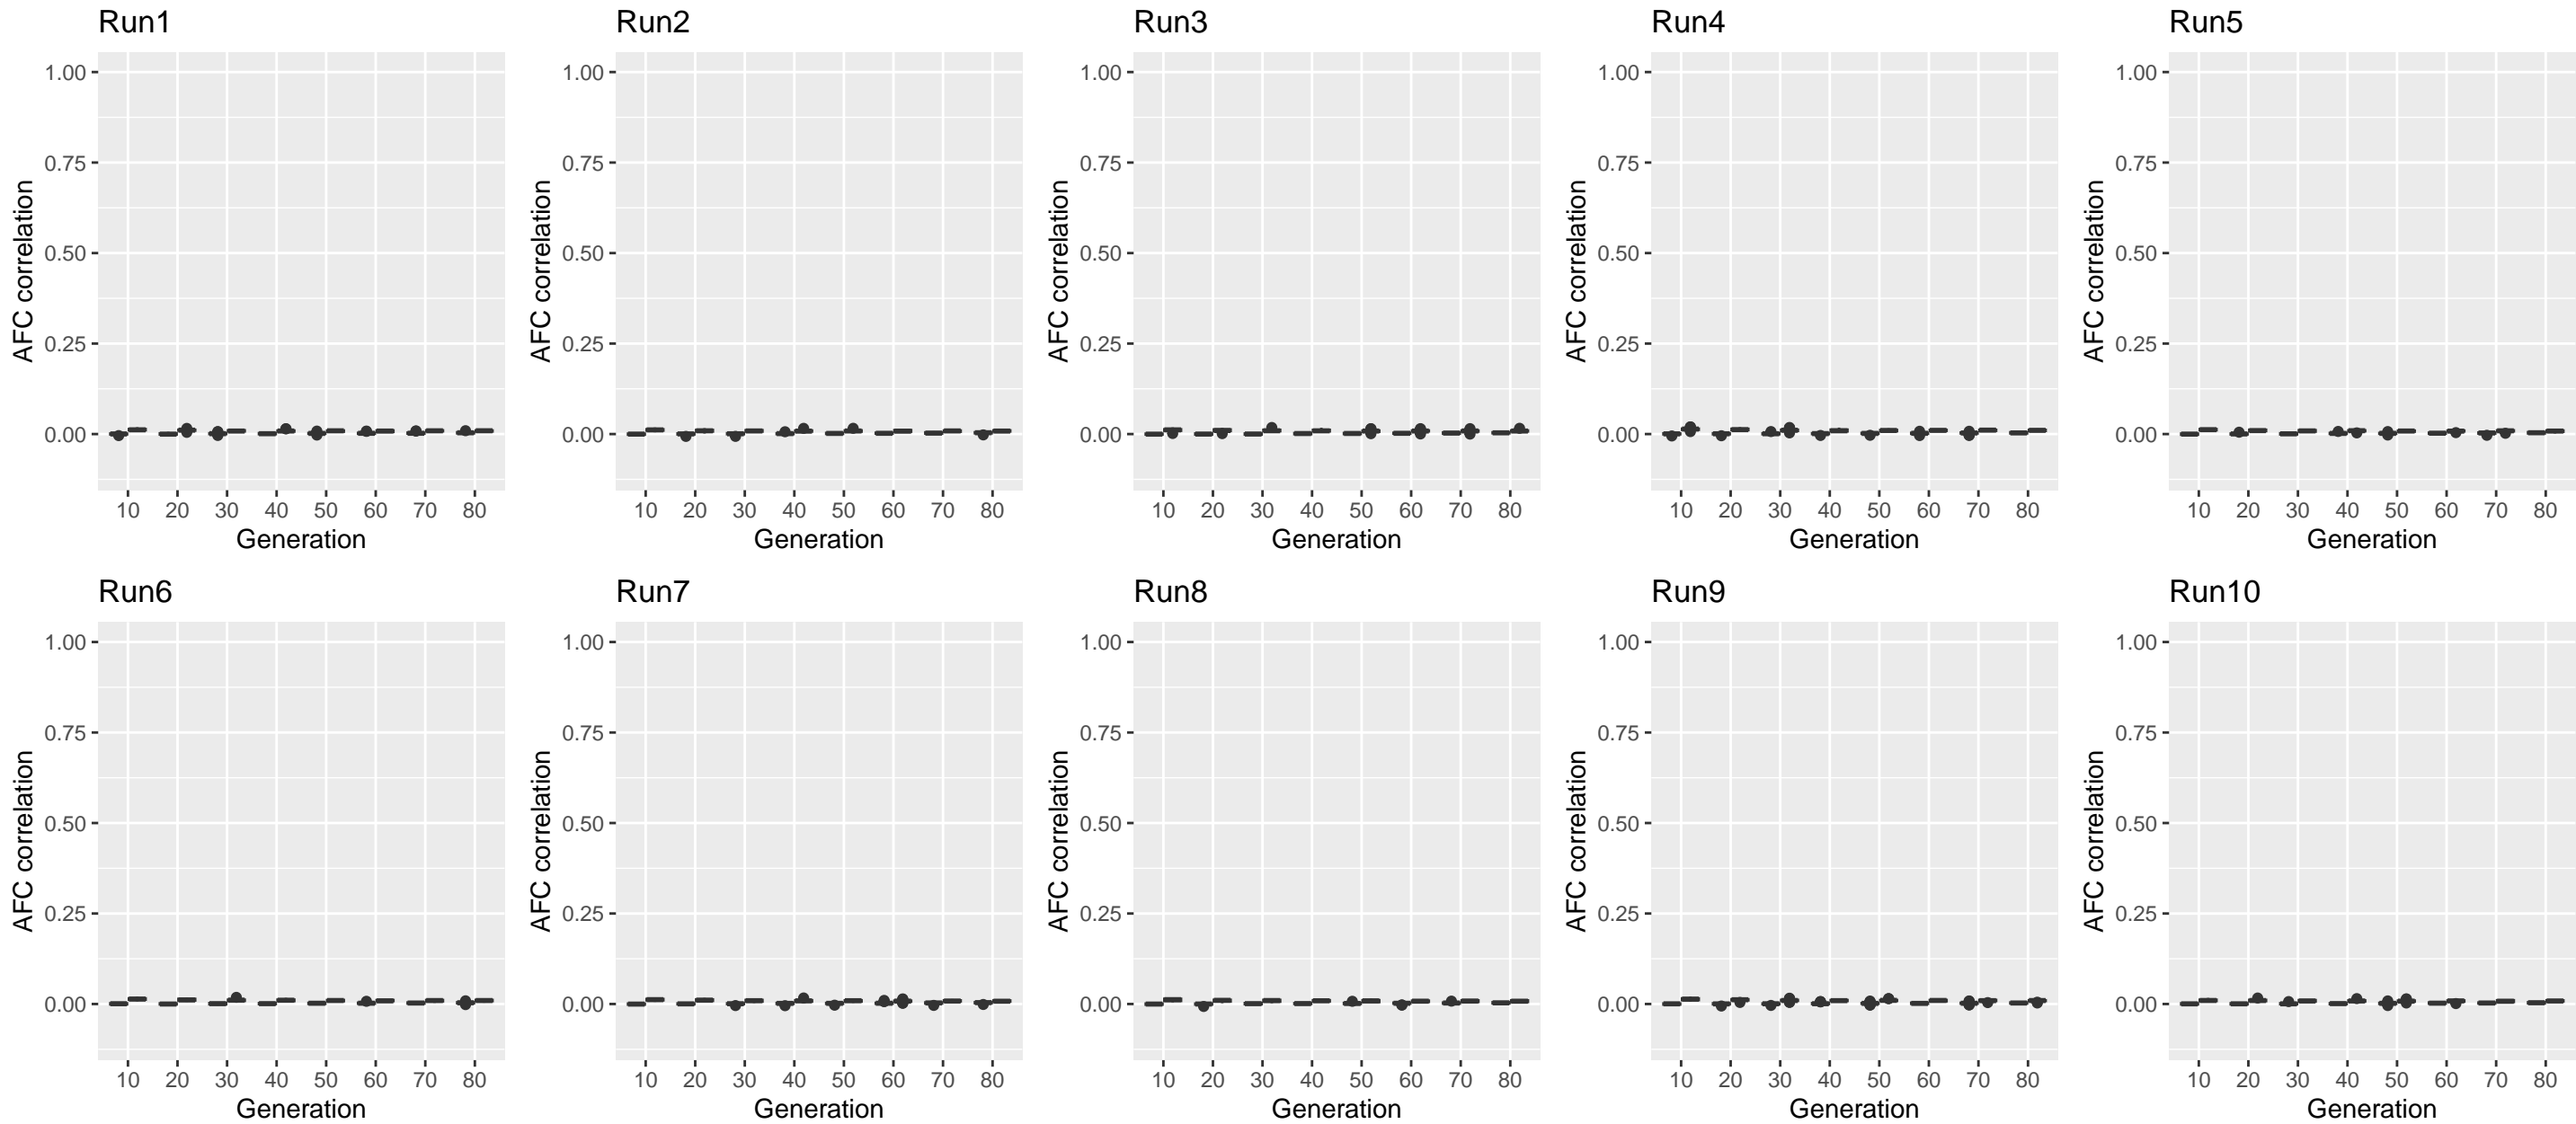 Run1 Run2 Run3 Run4 Run5
1.00 1.00 1.00 1.00 1.00
0.75 0.75 0.75 0.75 0.75
0.50 0.50 0.50 0.50 0.50
0.25 0.25 0.25 0.25 0.25
0.00 0.00 0.00 0.00 0.00
AFC correlation AFC correlation AFC correlation AFC correlation AFC correlation
10 20 30 40 50 60 70 80 10 20 30 40 50 60 70 80 10 20 30 40 50 60 70 80 10 20 30 40 50 60 70 80 10 20 30 40 50 60 70 80
Generation Generation Generation Generation Generation
Run6 Run7 Run8 Run9 Run10
1.00 1.00 1.00 1.00 1.00
0.75 0.75 0.75 0.75 0.75
0.50 0.50 0.50 0.50 0.50
0.25 0.25 0.25 0.25 0.25
0.00 0.00 0.00 0.00 0.00
AFC correlation AFC correlation AFC correlation AFC correlation AFC correlation
10 20 30 40 50 60 70 80 10 20 30 40 50 60 70 80 10 20 30 40 50 60 70 80 10 20 30 40 50 60 70 80 10 20 30 40 50 60 70 80
Generation Generation Generation Generation Generation